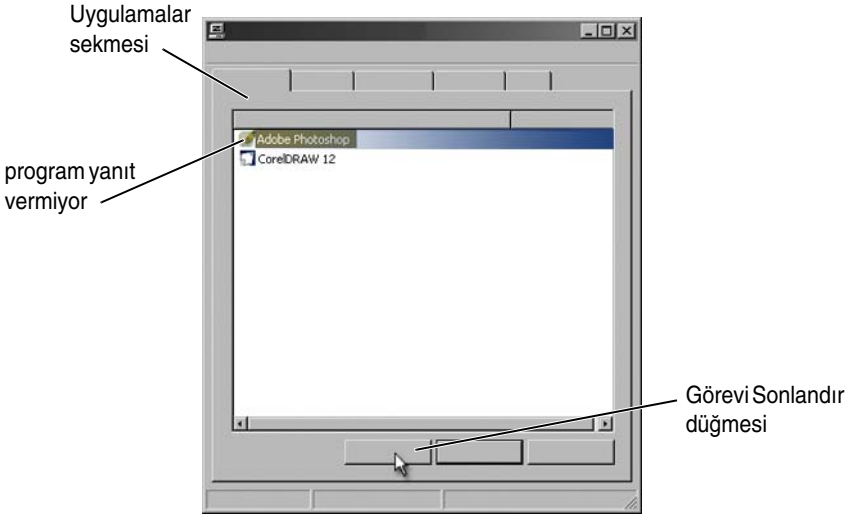 Uygulamalar
sekmesi
Adobe Photoshop
CorelDRAW 12
program yanıt
vermiyor
Görevi Sonlandır
düğmesi